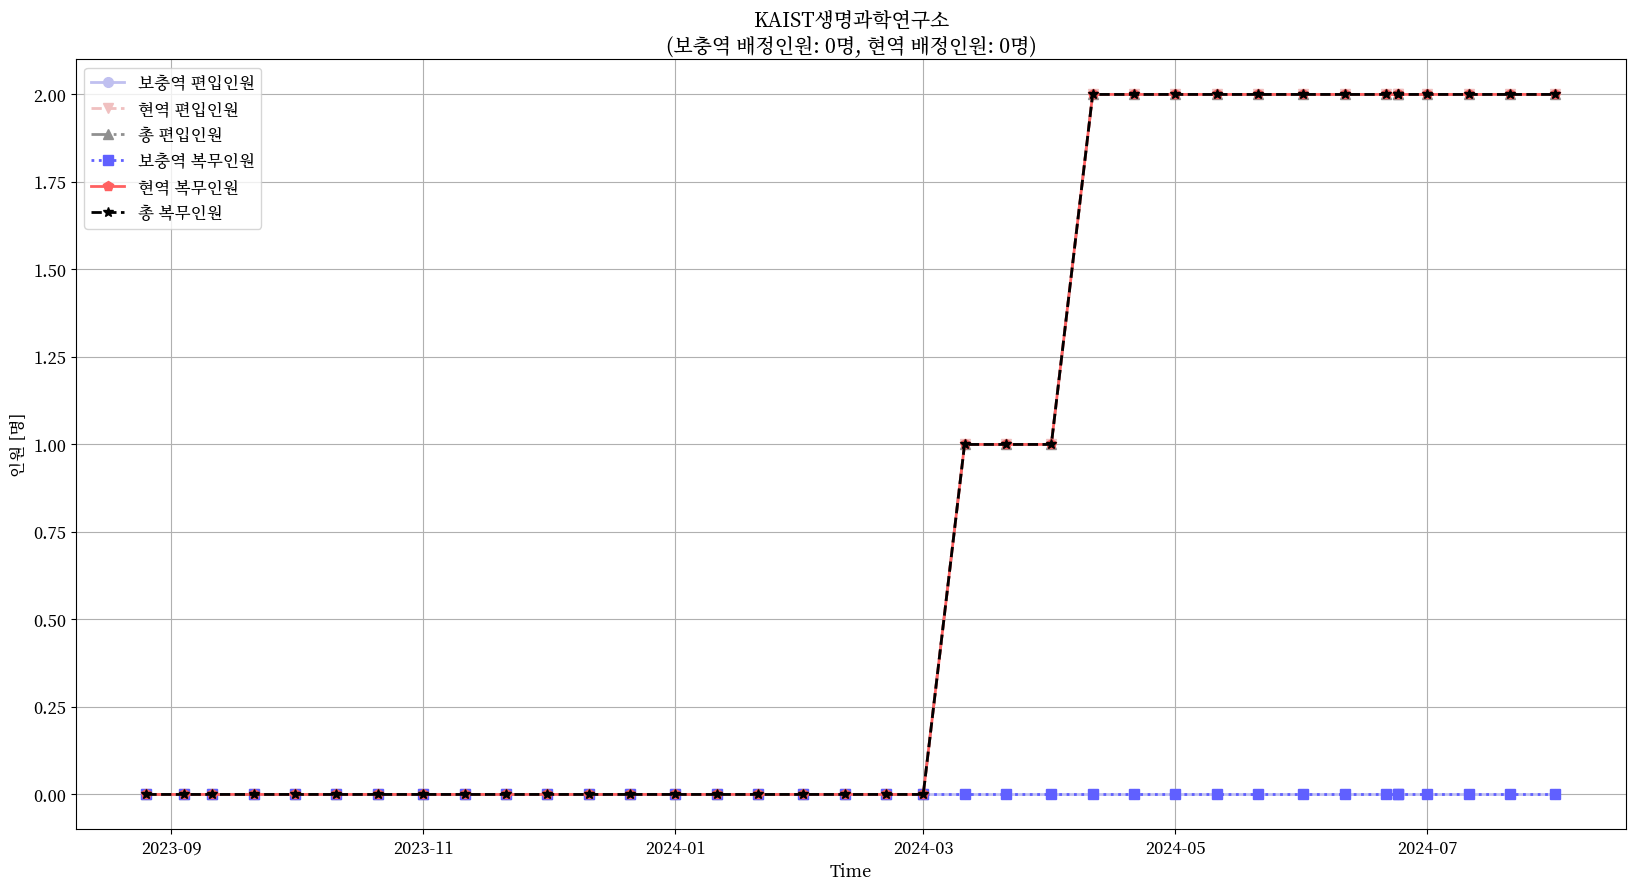 KAIST생명과학연구소
(보충역 배정인원: 0명, 현역 배정인원: 0명)
보충역 편입인원
현역 편입인원
총 편입인원
보충역 복무인원
현역 복무인원
총 복무인원
2.00
1.75
1.50
1.25
1.00
0.75
0.50
0.25
0.00
인원 [명]
2023-09 2023-11 2024-01 2024-03 2024-05 2024-07
Time